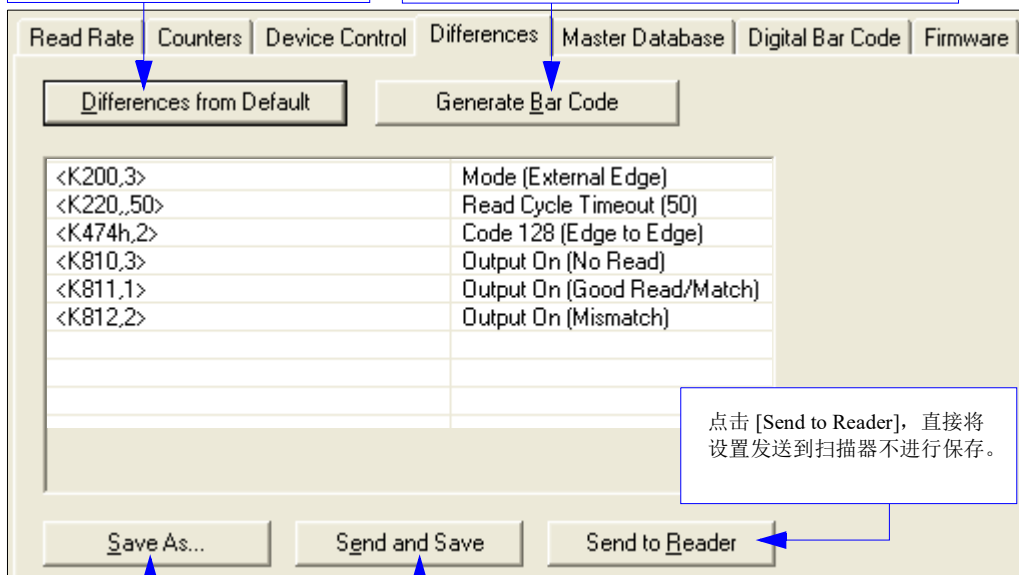 Read Rate Counters Device Control Differences Master Database Digital Bar Code Firmware
Differences from Default Generate Bar Code
<K200,3> Mode (External Edge)
<K220,,50> Read Cycle Timeout (50)
<K474h,2> Code 128 (Edge to Edge)
<K810,3> Output On (No Read)
<K811,1> Output On (Good Read/Match)
<K812,2> Output On (Mismatch)
点击 [Send to Reader]，直接将
设置发送到扫描器不进行保存。
Save As... Send and Save Send to Reader